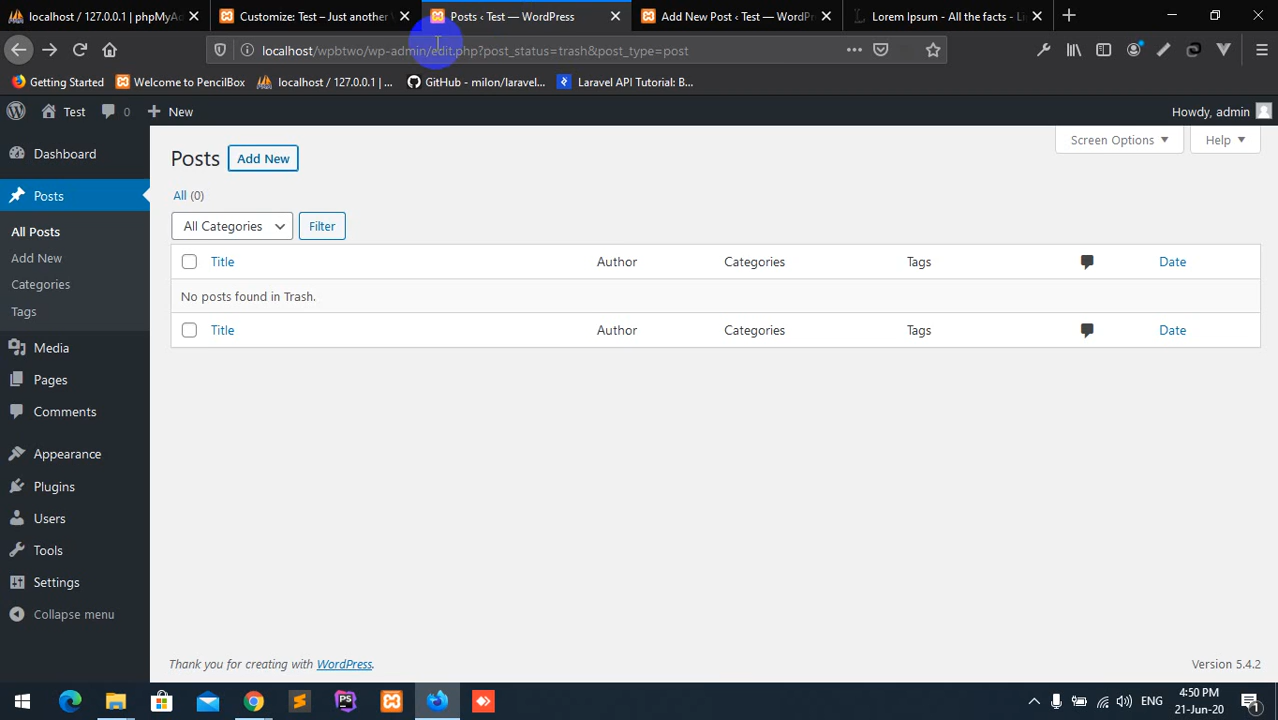 localhost / 127.0.0.1 | phpMyAd
Customize: Test – Just another W
Posts ‹ Test — WordPress
Add New Post ‹ Test — WordPr
Lorem Ipsum - All the facts - Li
localhost/wpbtwo/wp-admin/edit.php?post_status=trash&post_type=post
Getting Started
Welcome to PencilBox
localhost / 127.0.0.1 | ...
GitHub - milon/laravel...
Laravel API Tutorial: B...
Test
0
New
Howdy, admin
Dashboard
Posts
All Posts
Add New
Categories
Tags
Media
Pages
Comments
Appearance
Plugins
Users
Tools
Settings
Collapse menu
Screen Options
Help
Posts
Add New
All (0)
All Categories
Filter
Title
Author
Categories
Tags
Date
No posts found in Trash.
Title
Author
Categories
Tags
Date
Thank you for creating with WordPress.
Version 5.4.2
PS
ENG
4:50 PM
21-Jun-20
1